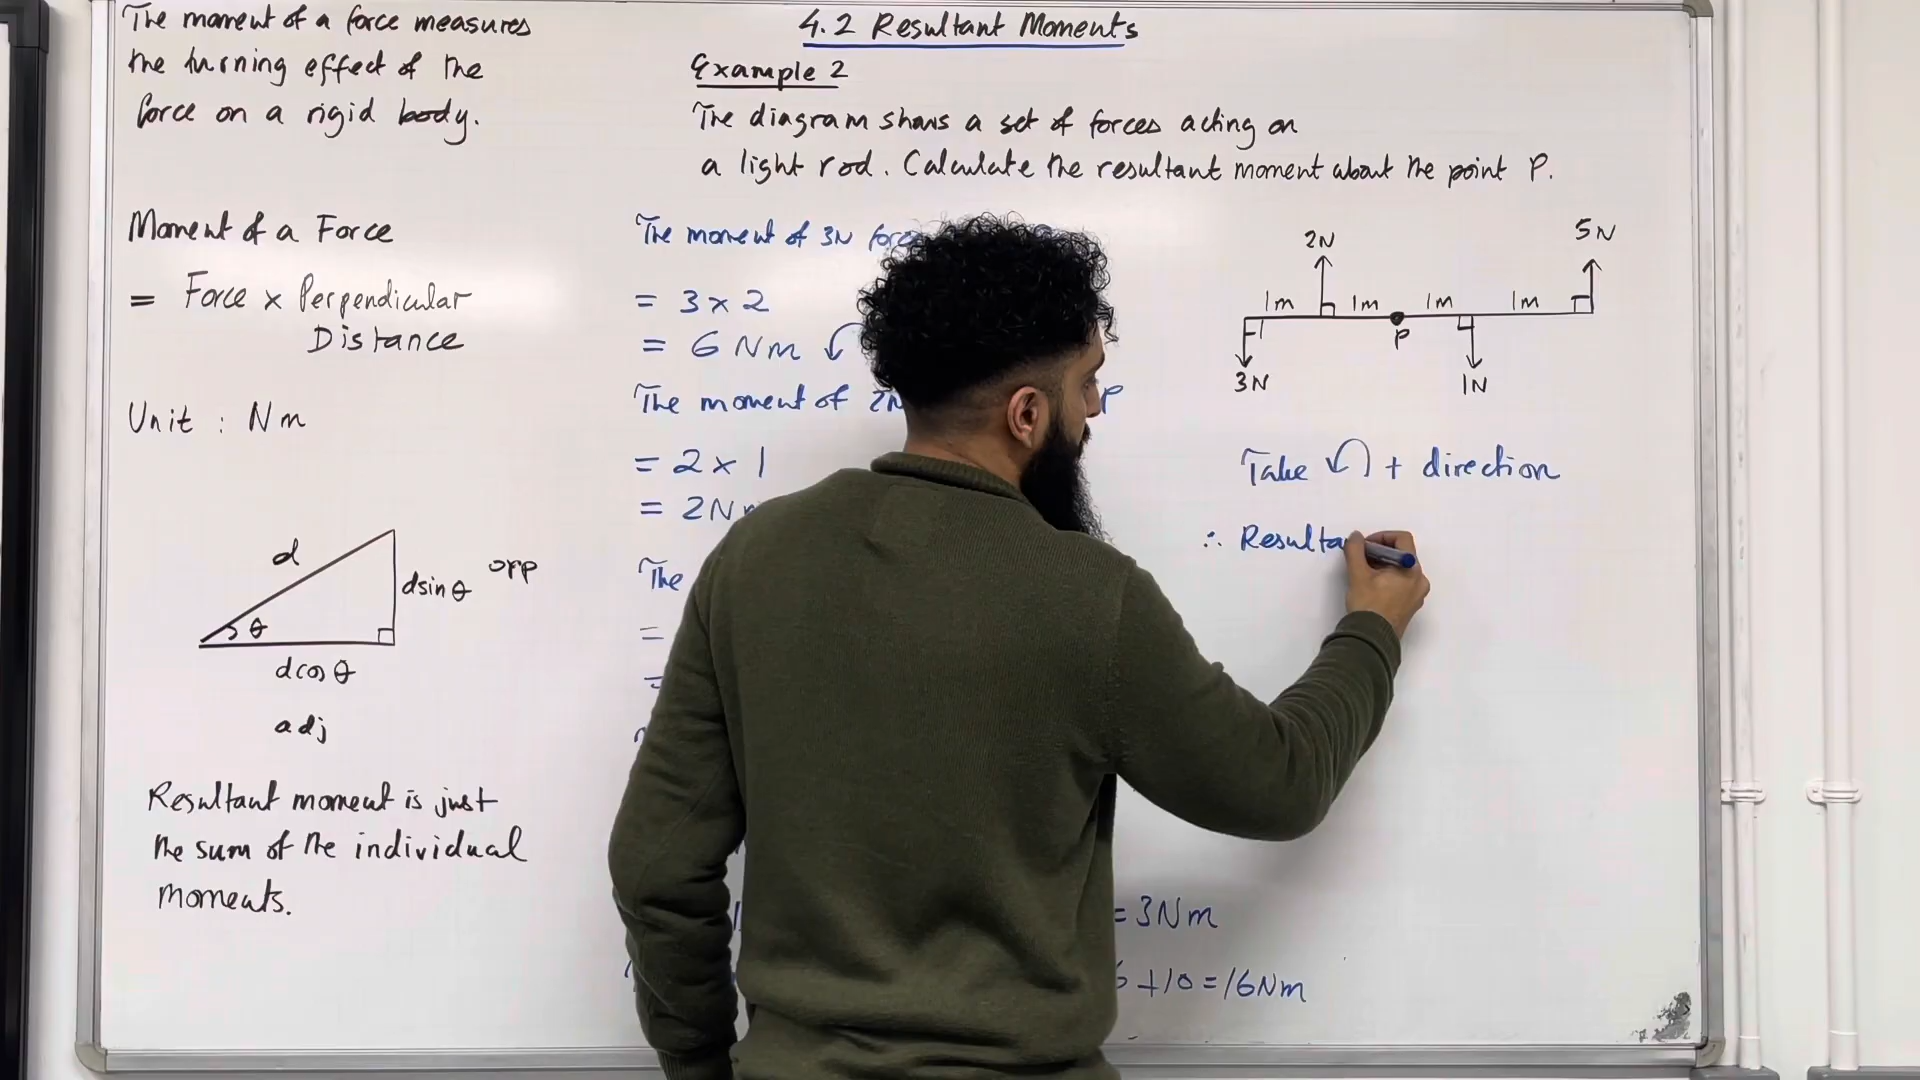 The moment of a force measures
the turning effect of the
force on a rigid body.
Moment of a Force
= Force × Perpendicular
Distance
Unit : Nm
d
θ
dsinθ
opp
dcosθ
adj
Resultant moment is just
the sum of the individual
moments.
4.2 Resultant Moments
Example 2
The diagram shows a set of forces acting on
a light rod. Calculate the resultant moment about the point P.
The moment of 3N
= 3 × 2
= 6 Nm
The moment of 2N P
= 2 × 1
= 2N
The
=
=
= 3Nm
+10 = 16Nm
2N
5N
1m 1m 1m 1m
P
3N
1N
Take ↺ + direction
∴ Resulta